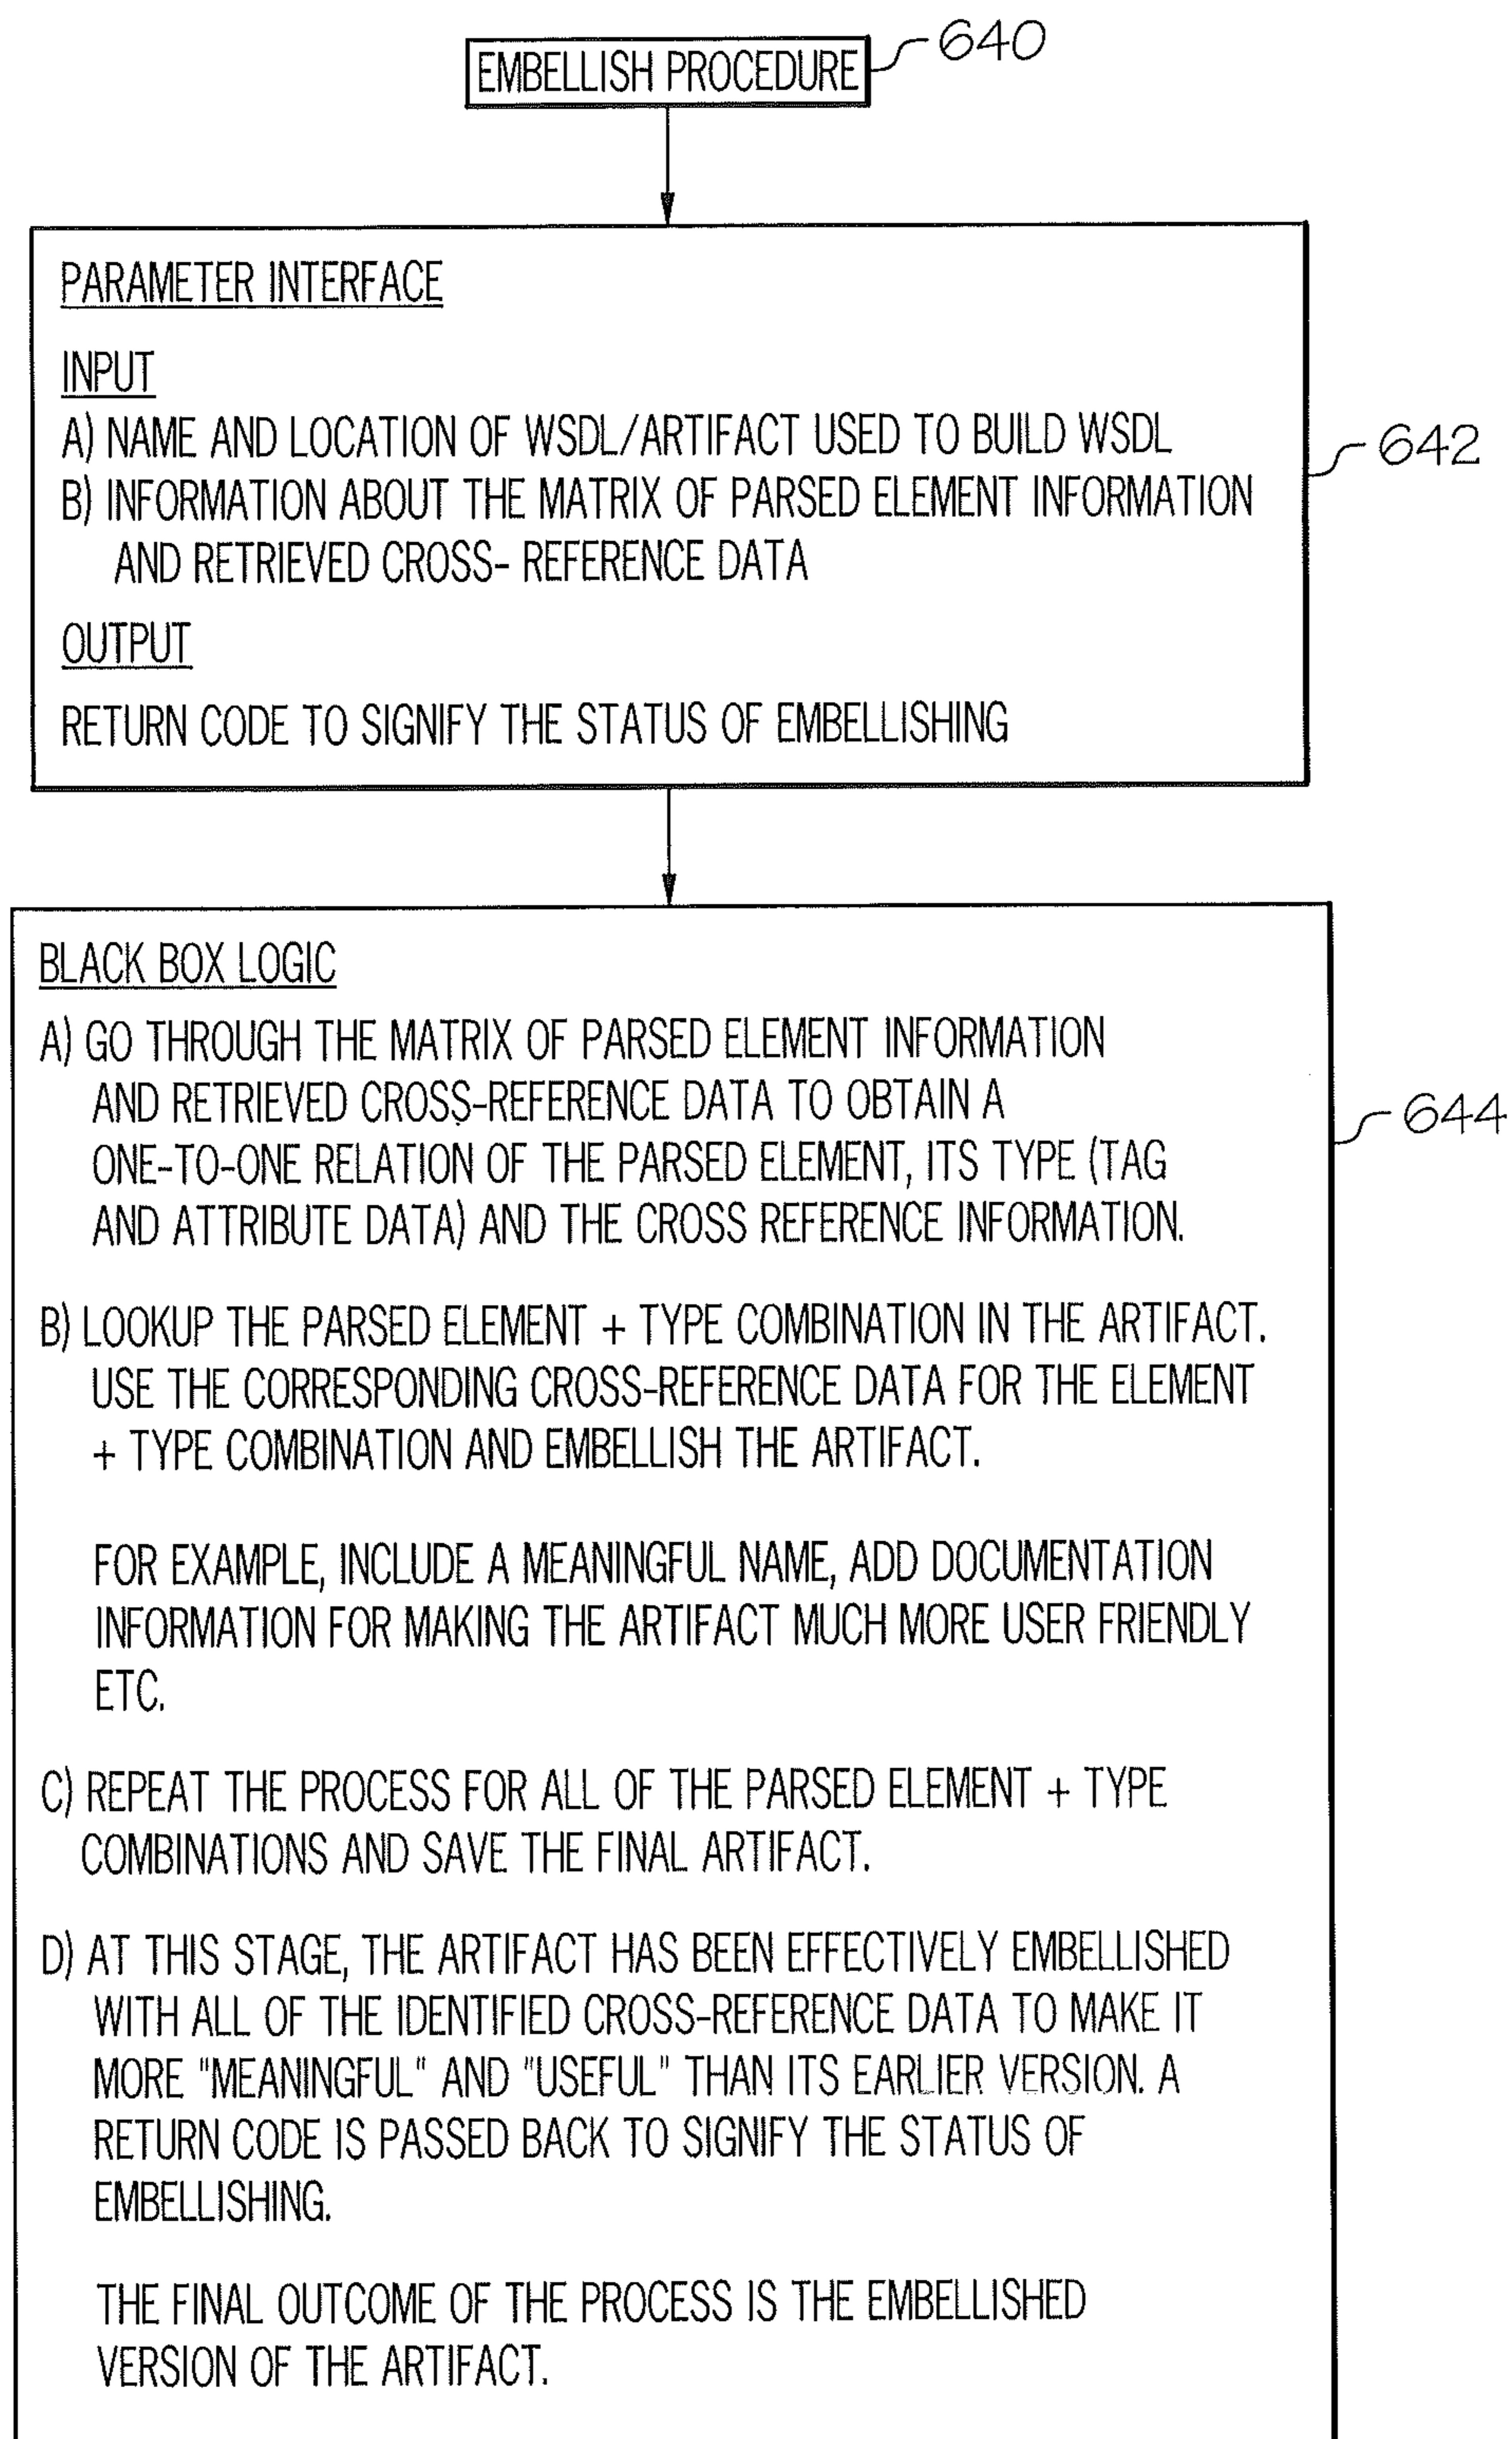 EMBELLISH PROCEDURE
640
PARAMETER INTERFACE
INPUT
A) NAME AND LOCATION OF WSDL/ARTIFACT USED TO BUILD WSDL
B) INFORMATION ABOUT THE MATRIX OF PARSED ELEMENT INFORMATION
AND RETRIEVED CROSS- REFERENCE DATA
OUTPUT
RETURN CODE TO SIGNIFY THE STATUS OF EMBELLISHING
642
BLACK BOX LOGIC
A) GO THROUGH THE MATRIX OF PARSED ELEMENT INFORMATION
AND RETRIEVED CROSS-REFERENCE DATA TO OBTAIN A
ONE-TO-ONE RELATION OF THE PARSED ELEMENT, ITS TYPE (TAG
AND ATTRIBUTE DATA) AND THE CROSS REFERENCE INFORMATION.
644
B) LOOKUP THE PARSED ELEMENT + TYPE COMBINATION IN THE ARTIFACT.
USE THE CORRESPONDING CROSS-REFERENCE DATA FOR THE ELEMENT
+ TYPE COMBINATION AND EMBELLISH THE ARTIFACT.
FOR EXAMPLE, INCLUDE A MEANINGFUL NAME, ADD DOCUMENTATION
INFORMATION FOR MAKING THE ARTIFACT MUCH MORE USER FRIENDLY
ETC.
C) REPEAT THE PROCESS FOR ALL OF THE PARSED ELEMENT + TYPE
COMBINATIONS AND SAVE THE FINAL ARTIFACT.
D) AT THIS STAGE, THE ARTIFACT HAS BEEN EFFECTIVELY EMBELLISHED
WITH ALL OF THE IDENTIFIED CROSS-REFERENCE DATA TO MAKE IT
MORE "MEANINGFUL" AND "USEFUL" THAN ITS EARLIER VERSION. A
RETURN CODE IS PASSED BACK TO SIGNIFY THE STATUS OF
EMBELLISHING.
THE FINAL OUTCOME OF THE PROCESS IS THE EMBELLISHED
VERSION OF THE ARTIFACT.